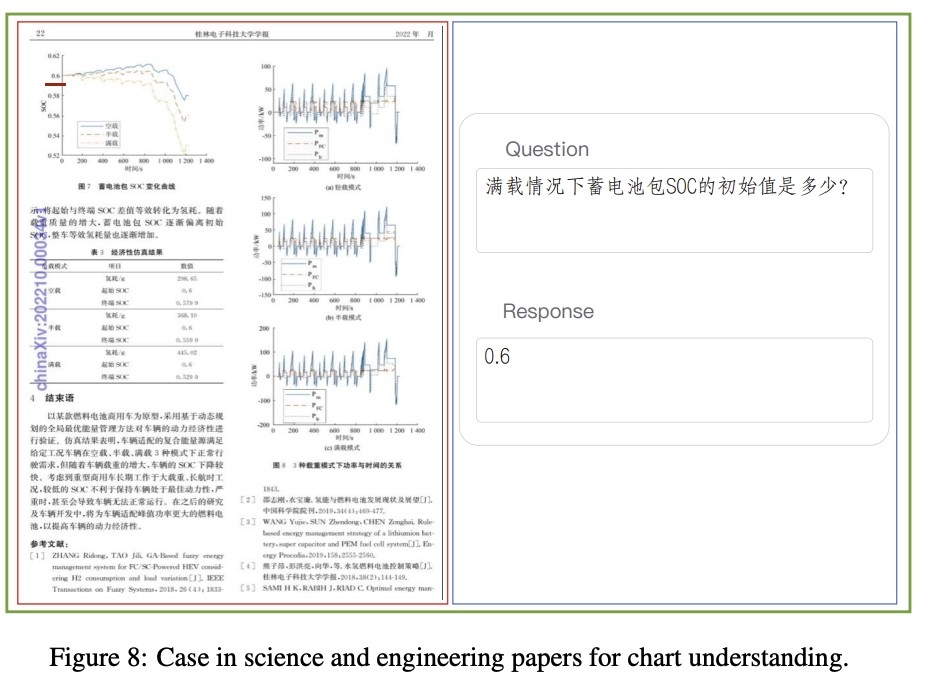 22
桂林电子科技大学学报
2022 年 月
0.62
0.6
0.58
0.56
0.54
0.52
SOC
空载
半载
满载
0 200 400 600 800 1 000 1 200 1 400
时间/s
图 7 蓄电池包 SOC 变化曲线
示,将起始与终端 SOC 差值等效转化为氢耗。随着
载重质量的增大,蓄电池包 SOC 逐渐偏离初始
SOC,整车等效氢耗量也逐渐增加。
表 3 经济性仿真结果
载模式 项目 数值
氢耗/g 298.65
空载 起始 SOC 0.6
终端 SOC 0.579 9
氢耗/g 368.10
半载 起始 SOC 0.6
终端 SOC 0.559 9
氢耗/g 445.02
满载 起始 SOC 0.6
终端 SOC 0.529 9
4 结束语
以某款燃料电池商用车为原型,采用基于动态规
划的全局最优能量管理方法对车辆的动力经济性进
行验证。仿真结果表明,车辆适配的复合能量源满足
给定工况车辆在空载、半载、满载 3 种模式下正常行
驶需求,但随着车辆载重的增大,车辆的 SOC 下降较
快。考虑到重型商用车长期工作于大载重、长航时工
况,较低的 SOC 不利于保持车辆处于最佳动力性,严
重时,甚至会导致车辆无法正常运行。在之后的研究
及车辆开发中,将为车辆适配峰值功率更大的燃料电
池,以提高车辆的动力经济性。
参考文献:
[1] ZHANG Ridong, TAO Jili. GA-Based fuzzy energy
management system for FC/SC-Powered HEV consid-
ering H2 consumption and load variation[J]. IEEE
Transactions on Fuzzy Systems, 2018, 26(4): 1833-
100
50
0
-50
-100
功率/kW
P_m
P_FC
P_b
0 200 400 600 800 1 000 1 200 1 400
时间/s
(a) 轻载模式
150
100
50
0
-50
-100
-150
功率/kW
P_m
P_FC
P_b
0 200 400 600 800 1 000 1 200 1 400
时间/s
(b) 半载模式
200
100
0
-100
-200
功率/kW
P_m
P_FC
P_b
0 200 400 600 800 1 000 1 200 1 400
时间/s
(c) 满载模式
图 8 3 种载重模式下功率与时间的关系
1843.
[2] 邵志刚,衣宝廉.氢能与燃料电池发展现状及展望[J].
中国科学院院刊,2019,34(4):469-477.
[3] WANG Yujie, SUN Zhendong, CHEN Zonghai. Rule-
based energy management strategy of a lithiumion bat-
tery, super capacitor and PEM fuel cell system[J]. En-
ergy Procedia, 2019, 158, 2555-2560.
[4] 熊子昂,彭洪亮,向华,等.水氢燃料电池控制策略[J].
桂林电子科技大学学报,2018,38(2):144-149.
[5] SAMI H K, RABIH J, RIAD C. Optimal energy man-
chinaXiv:202210.000
Question
满载情况下蓄电池包SOC的初始值是多少?
Response
0.6
Figure 8: Case in science and engineering papers for chart understanding.